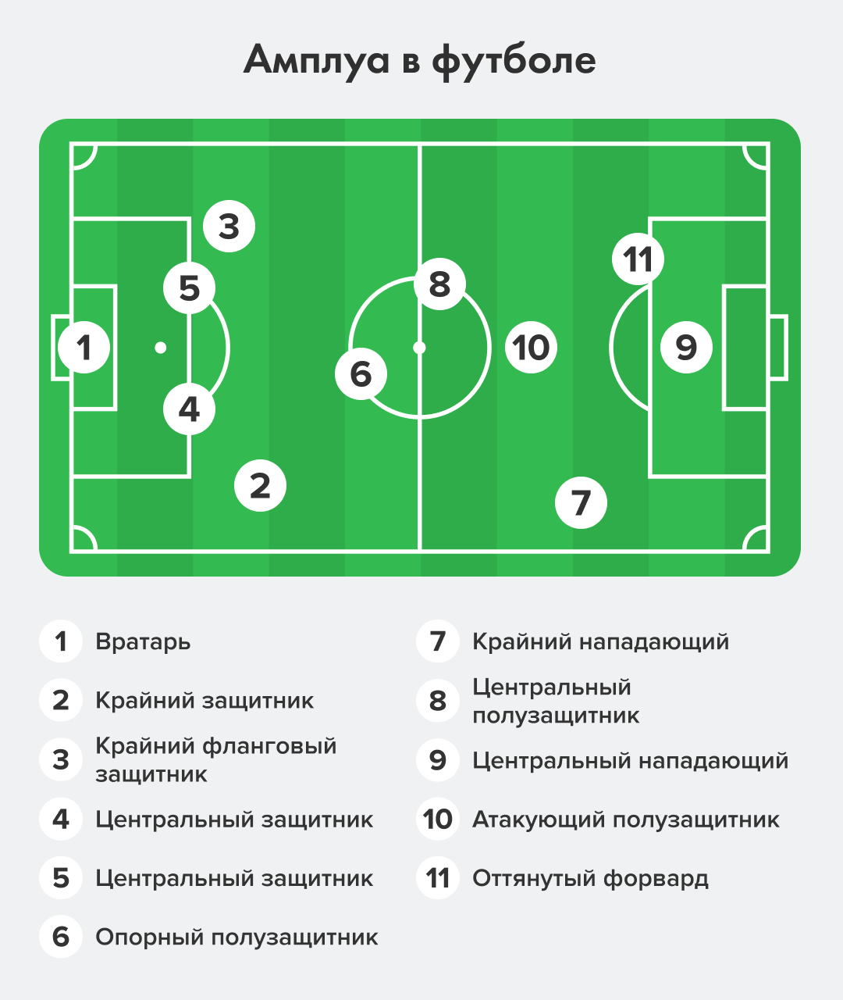 Амплуа в футболе
3
11
5
8
1
10
9
6
4
2
7
1 Вратарь
2 Крайний защитник
3 Крайний фланговый
защитник
4 Центральный защитник
5 Центральный защитник
6 Опорный полузащитник
7 Крайний нападающий
8 Центральный
полузащитник
9 Центральный нападающий
10 Атакующий полузащитник
11 Оттянутый форвард